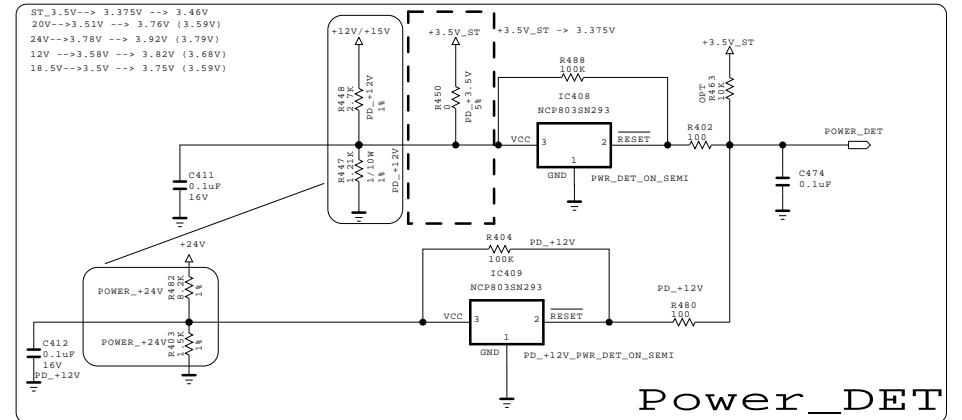 ST_3.5V--> 3.375V --> 3.46V
20V-->3.51V --> 3.76V (3.59V)
24V-->3.78V --> 3.92V (3.79V)
12V -->3.58V --> 3.82V (3.68V)
18.5V-->3.5V --> 3.75V (3.59V)
+12V/+15V
R448
2.7K
PD_+12V
1%
R447
1.21K
1/10W
1%
PD_+12V
+3.5V_ST
R450
0
PD_+3.5V
5%
+3.5V_ST -> 3.375V
R488
100K
IC408
NCP803SN293
VCC
3
2
RESET
1
GND
PWR_DET_ON_SEMI
R402
100
+3.5V_ST
OPT
R463
10K
POWER_DET
C474
0.1uF
C411
0.1uF
16V
+24V
POWER_+24V
R482
8.2K
1%
POWER_+24V
R403
1.5K
1%
C412
0.1uF
16V
PD_+12V
R404
100K
PD_+12V
IC409
NCP803SN293
VCC
3
2
RESET
1
GND
PD_+12V_PWR_DET_ON_SEMI
PD_+12V
R480
100
Power_DET